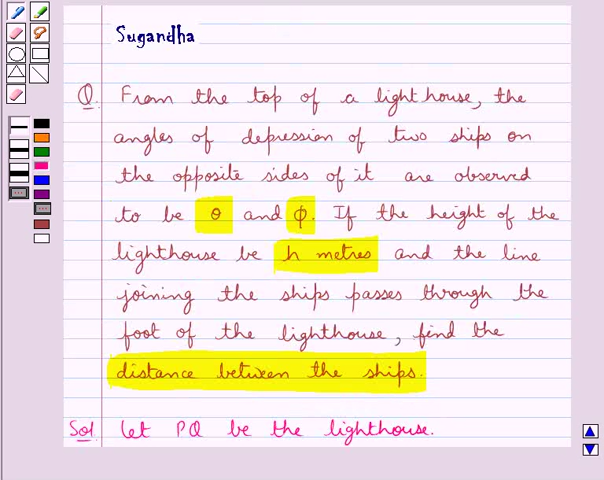 Sugandha
Q. From the top of a light house, the
angles of depression of two ships on
the opposite sides of it are observed
to be θ and ϕ. If the height of the
lighthouse be h metres and the line
joining the ships passes through the
foot of the lighthouse, find the
distance between the ships.
Sol Let PQ be the lighthouse.